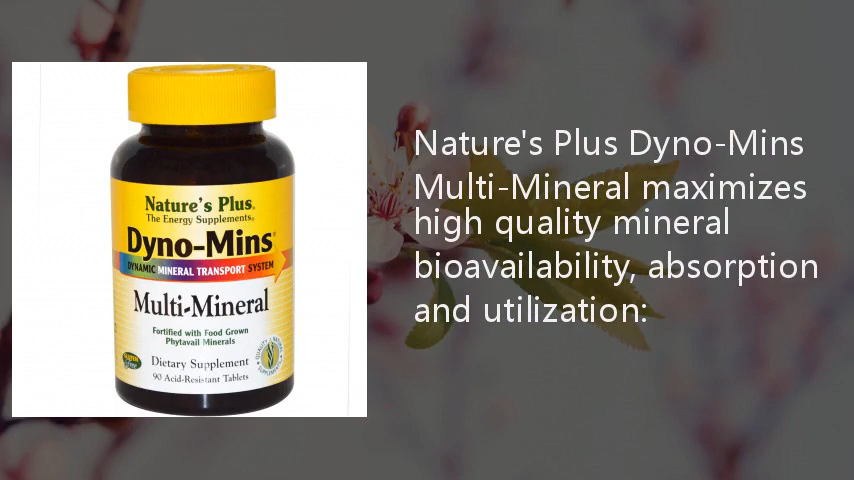 Nature's Plus®
The Energy Supplements®
Dyno-Mins®
DYNAMIC MINERAL TRANSPORT SYSTEM
Multi-Mineral
Fortified with Food Grown
Phytavail Minerals
Dietary Supplement
90 Acid-Resistant Tablets
Nature's Plus Dyno-Mins
Multi-Mineral maximizes
high quality mineral
bioavailability, absorption
and utilization: